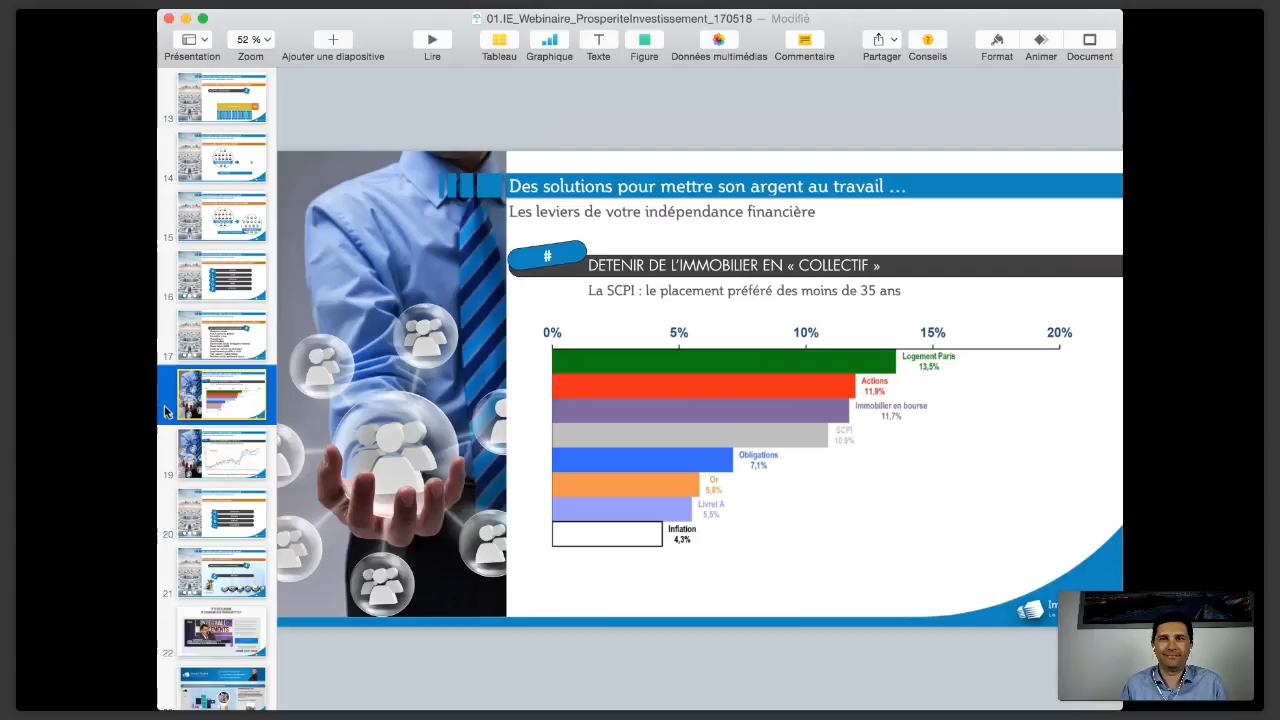 01.IE_Webinaire_ProsperiteInvestissement_170518 — Modifié
52 %
Présentation Zoom Ajouter une diapositive Lire Tableau Graphique Texte Figure Données multimédias Commentaire Partager Conseils Format Animer Document
13
14
15
16
17
19
20
21
22
Des solutions pour mettre son argent au travail ...
Les leviers de votre indépendance financière
#
DETENIR DE L'IMMOBILIER EN « COLLECTIF »
La SCPI : le placement préféré des moins de 35 ans
0% 5% 10% 15% 20%
Logement Paris
13,5%
Actions
11,9%
Immobilier en bourse
11,7%
SCPI
10,9%
Obligations
7,1%
Or
5,8%
Livret A
5,5%
Inflation
4,3%